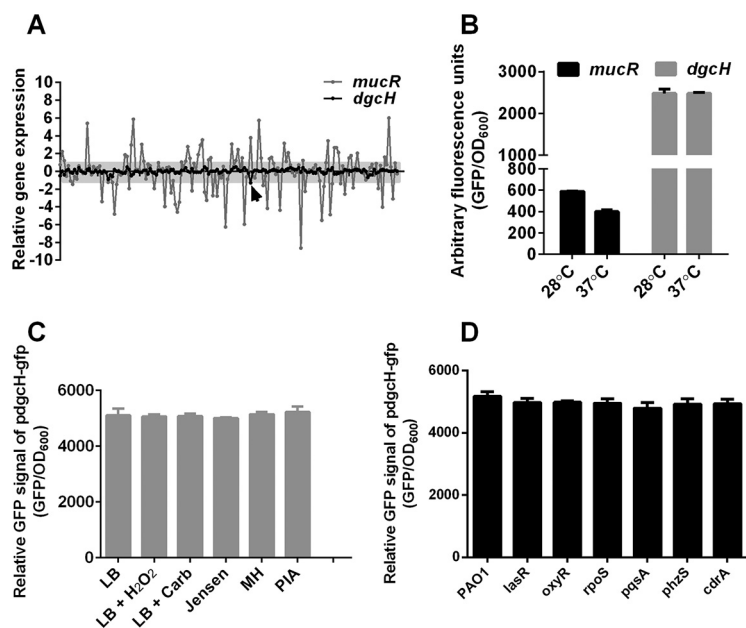 A
mucR
dgcH
Relative gene expression
10
8
6
4
2
0
-2
-4
-6
-8
-10
B
mucR
dgcH
Arbitrary fluorescence units
(GFP/OD600)
3000
2000
1000
800
600
400
200
0
28°C
37°C
28°C
37°C
C
Relative GFP signal of pdgcH-gfp
(GFP/OD600)
6000
4000
2000
0
LB
LB + H2O2
LB + Carb
Jensen
MH
PIA
D
Relative GFP signal of pdgcH-gfp
(GFP/OD600)
6000
4000
2000
0
PAO1
lasR
oxyR
rpoS
pqsA
phzS
cdrA